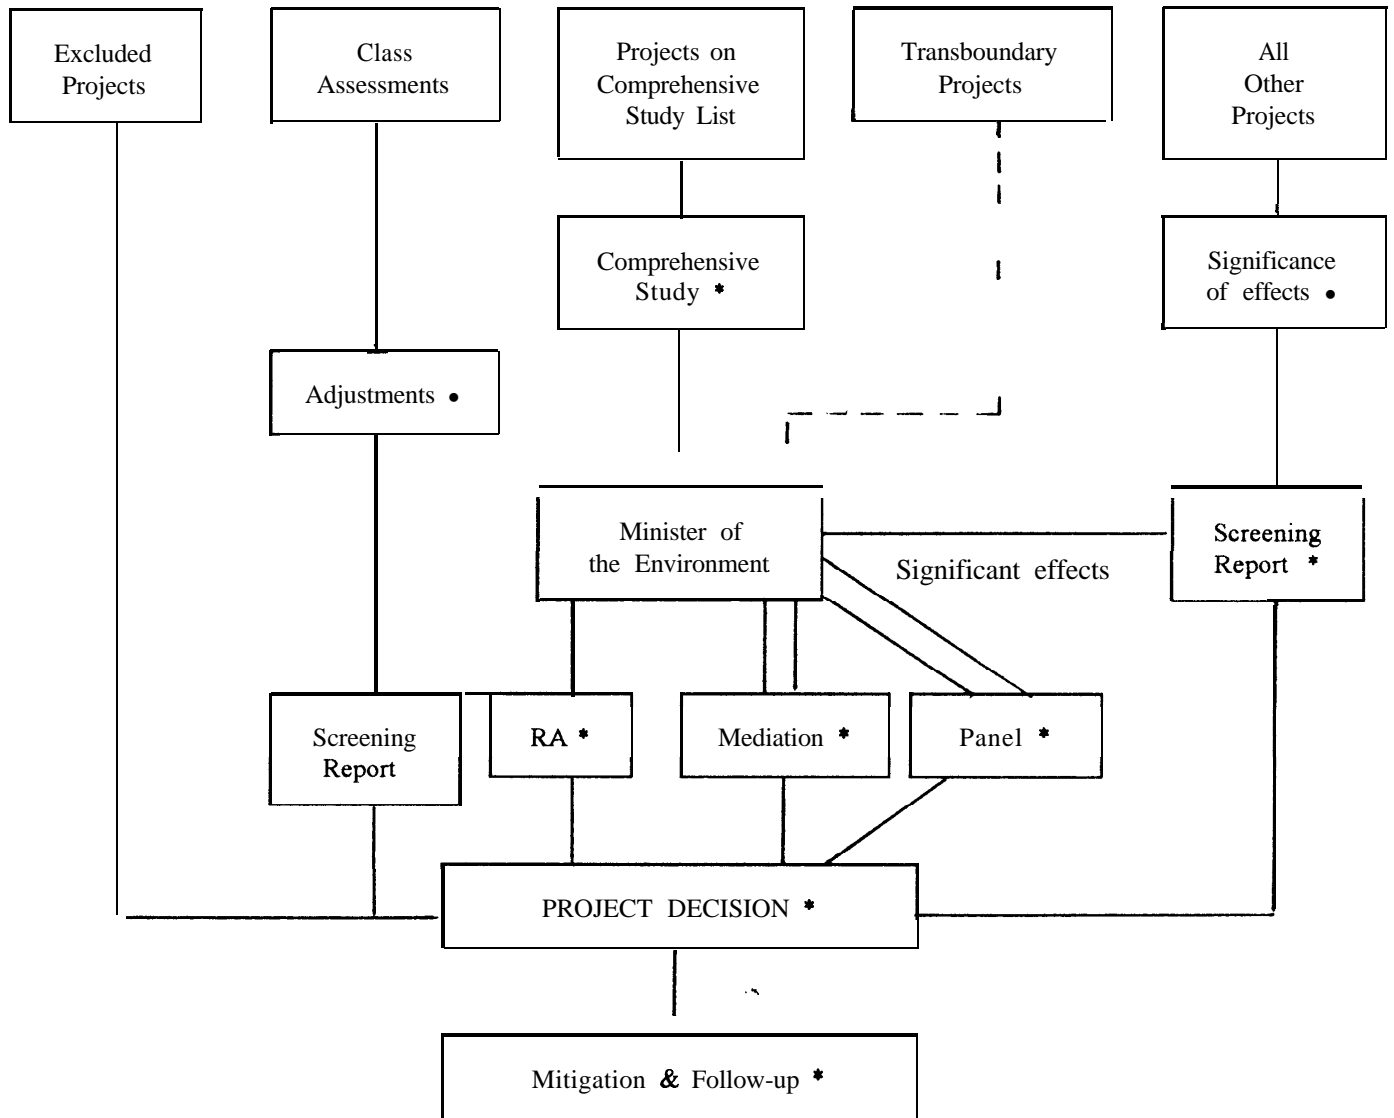 Excluded
Projects
Class
Assessments
Projects on
Comprehensive
Study List
Transboundary
Projects
All
Other
Projects
Comprehensive
Study *
Significance
of effects •
Adjustments •
Minister of
the Environment
Significant effects
Screening
Report *
Screening
Report
RA *
Mediation *
Panel *
PROJECT DECISION *
Mitigation & Follow-up *